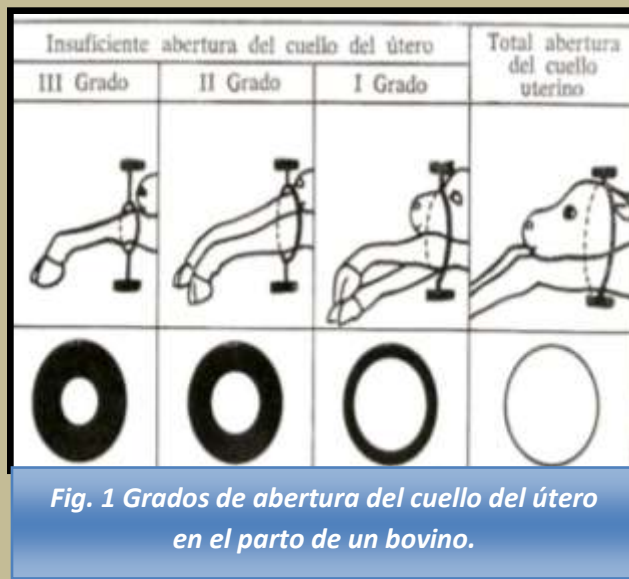 Insuficiente abertura del cuello del útero
III Grado
II Grado
I Grado
Total abertura
del cuello
uterino
Fig. 1 Grados de abertura del cuello del útero
en el parto de un bovino.